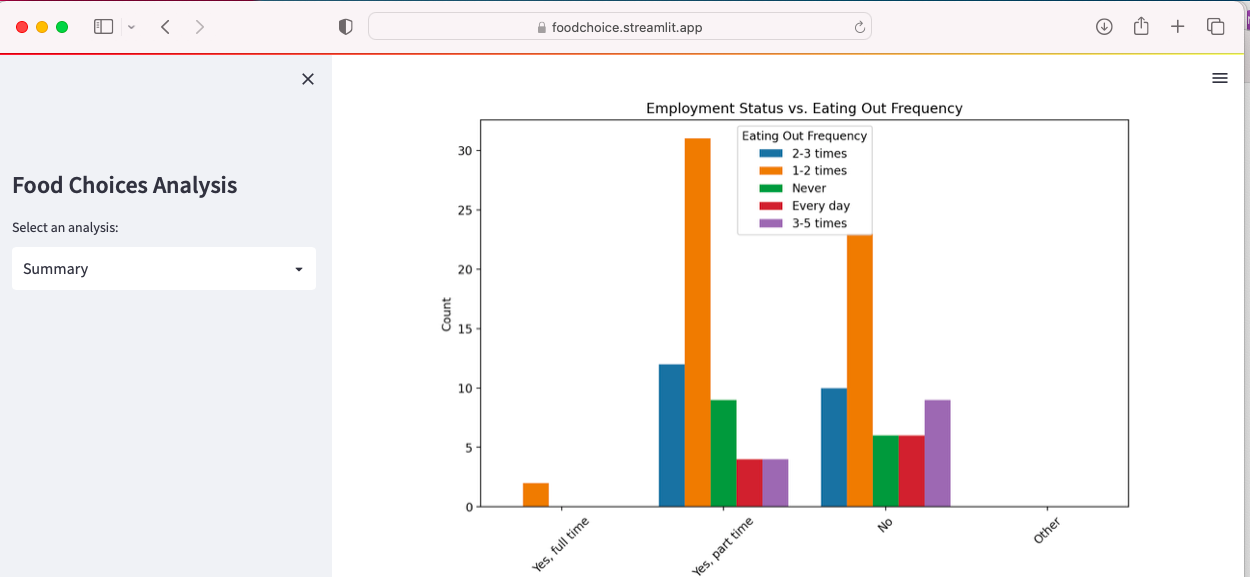 foodchoice.streamlit.app
Food Choices Analysis
Select an analysis:
Summary
Employment Status vs. Eating Out Frequency
Eating Out Frequency
2-3 times
1-2 times
Never
Every day
3-5 times
Count
30
25
20
15
10
5
0
Yes, full time
Yes, part time
No
Other